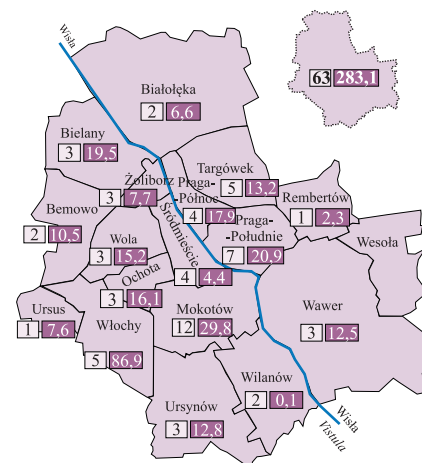 Wisła
63 283,1
Białołęka
2 6,6
Bielany
3 19,5
Targówek
5 13,2
Żoliborz
3 7,7
Praga-
-Północ
4 17,9
Rembertów
1 2,3
Bemowo
2 10,5
Śródmieście
4 4,4
Praga-
-Południe
7 20,9
Wesoła
Wola
3 15,2
Ochota
3 16,1
Ursus
1 7,6
Włochy
5 86,9
Mokotów
12 29,8
Wawer
3 12,5
Wilanów
2 0,1
Ursynów
3 12,8
Wisła
Vistula